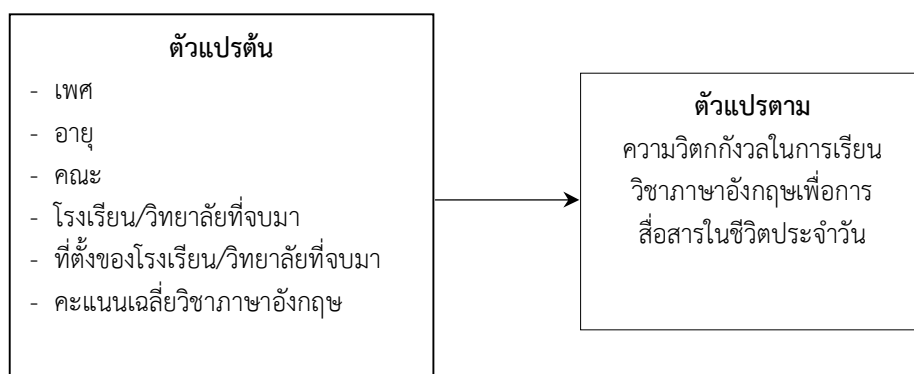 ตัวแปรต้น
- เพศ
- อายุ
- คณะ
- โรงเรียน/วิทยาลัยที่จบมา
- ที่ตั้งของโรงเรียน/วิทยาลัยที่จบมา
- คะแนนเฉลี่ยวิชาภาษาอังกฤษ
ตัวแปรตาม
ความวิตกกังวลในการเรียน
วิชาภาษาอังกฤษเพื่อการ
สื่อสารในชีวิตประจำวัน